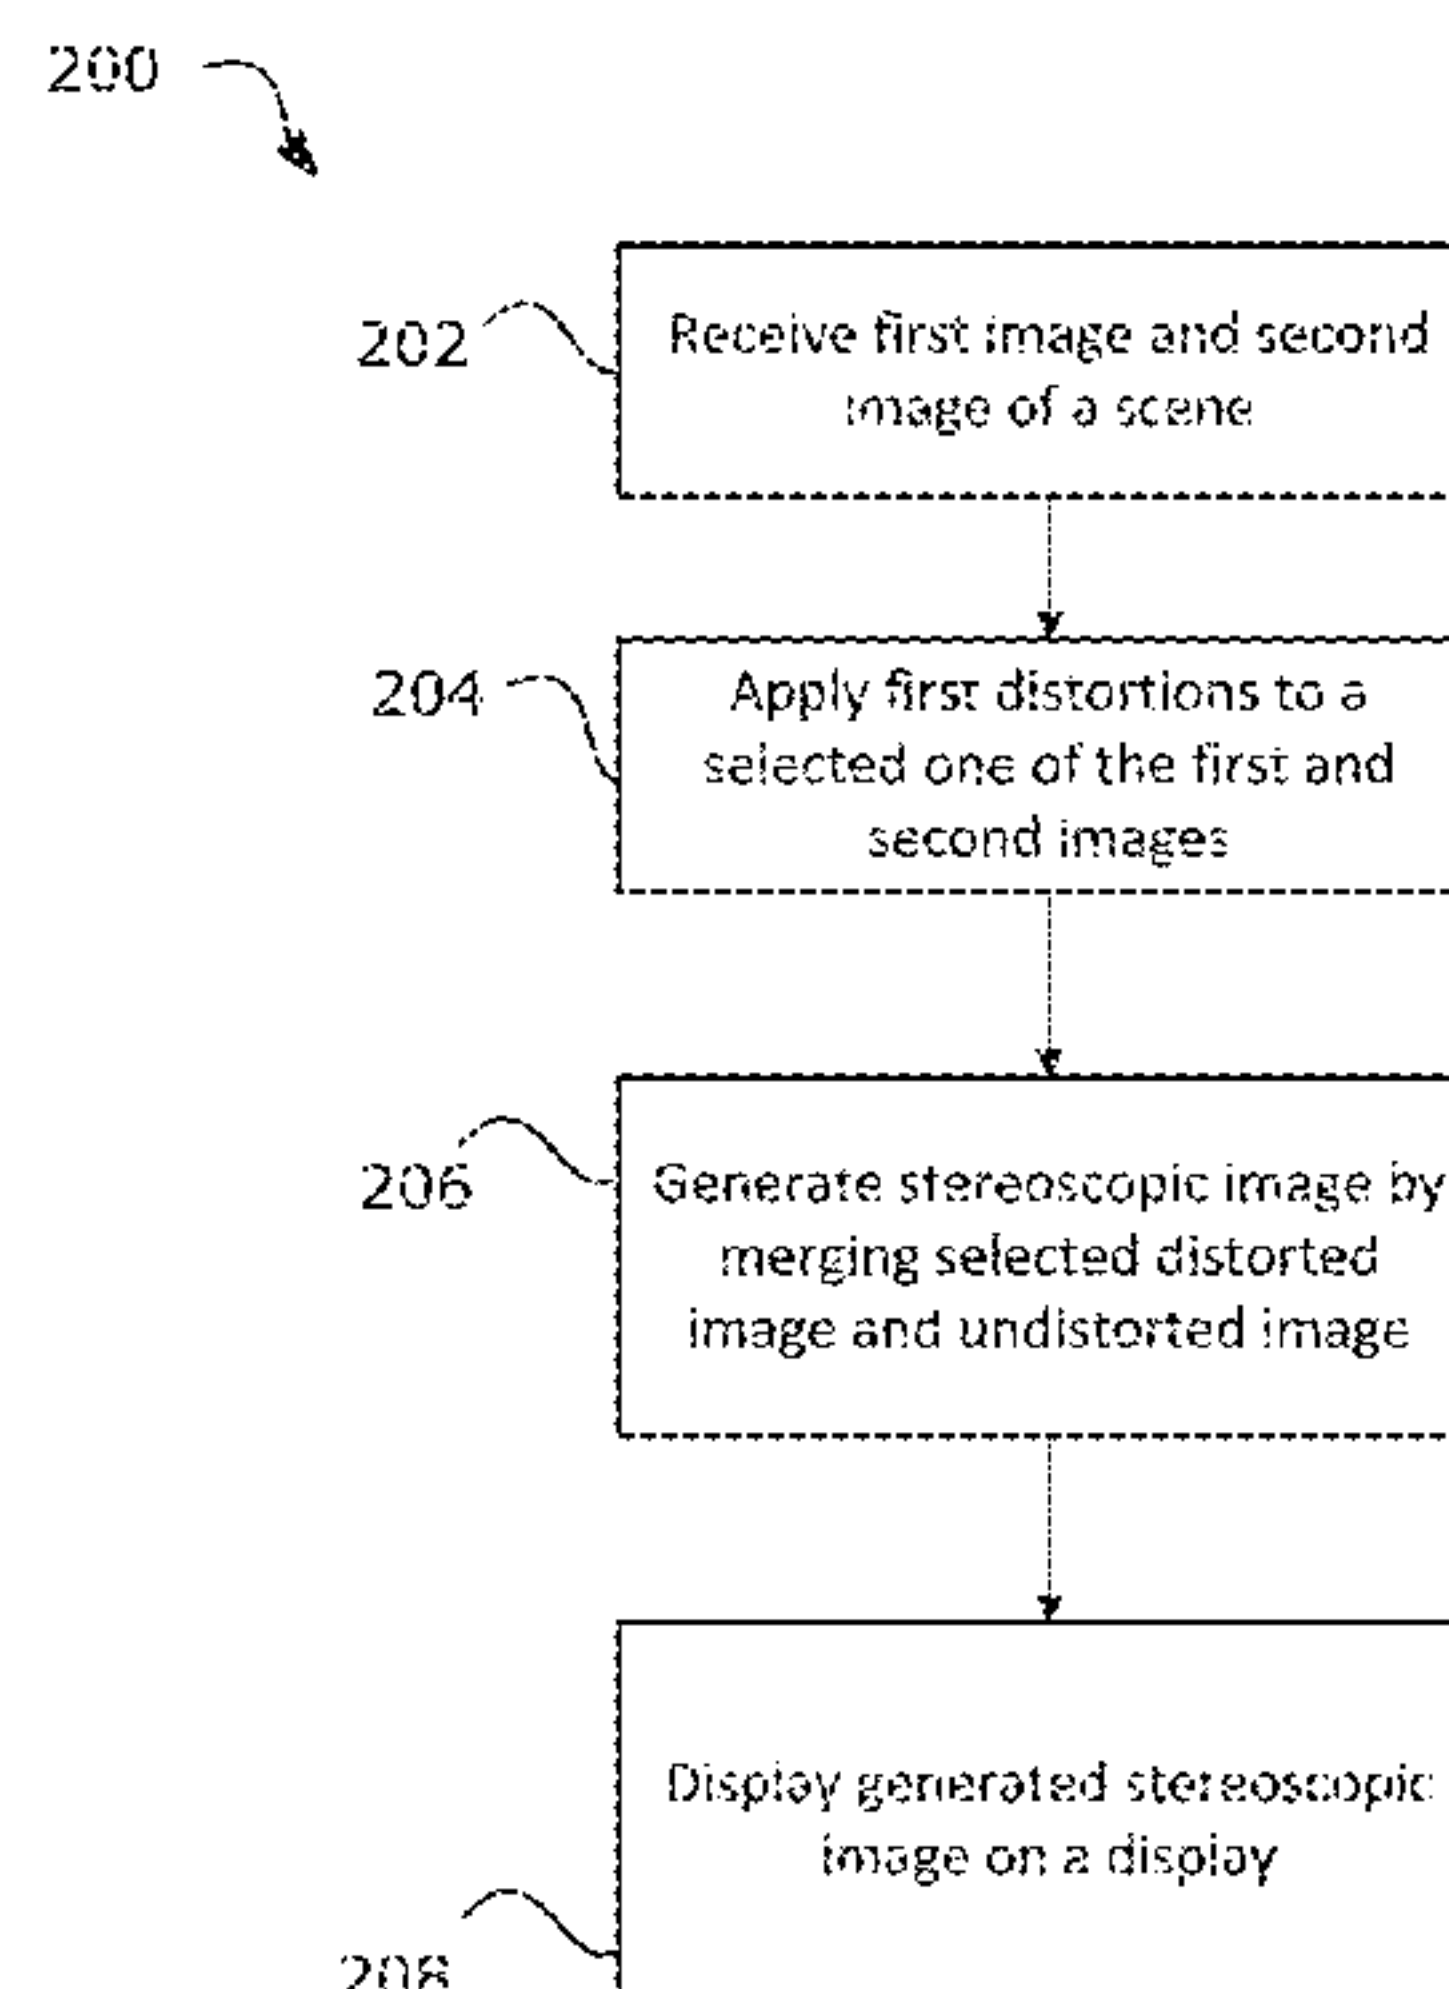 200
202
Receive first image and second
image of a scene
204
Apply first distortions to a
selected one of the first and
second images
206
Generate stereoscopic image by
merging selected distorted
image and undistorted image
Display generated stereoscopic
image on a display
208